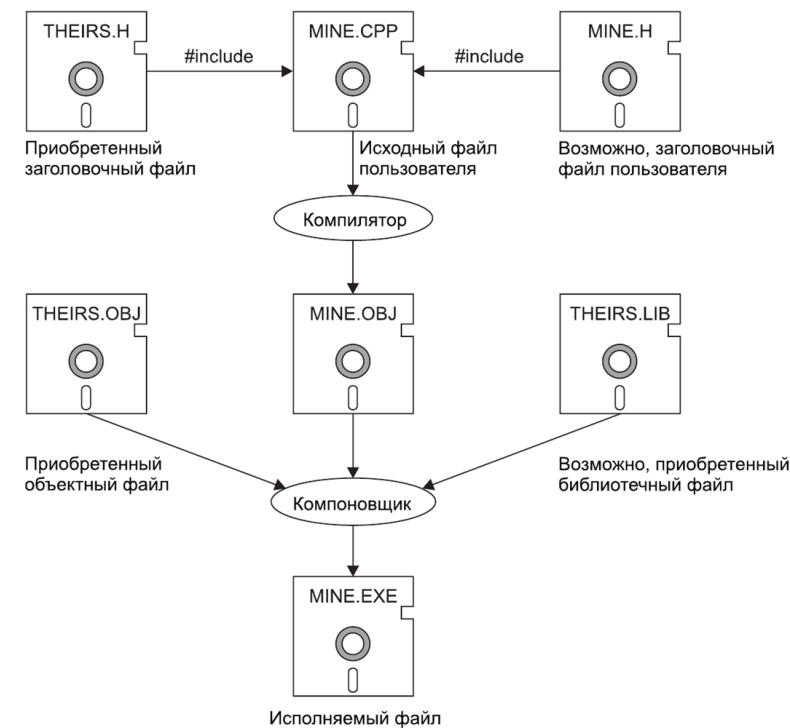 THEIRS.H
MINE.CPP
MINE.H
#include
#include
Приобретенный
заголовочный файл
Исходный файл
пользователя
Возможно, заголовочный
файл пользователя
Компилятор
THEIRS.OBJ
MINE.OBJ
THEIRS.LIB
Приобретенный
объектный файл
Возможно, приобретенный
библиотечный файл
Компоновщик
MINE.EXE
Исполняемый файл